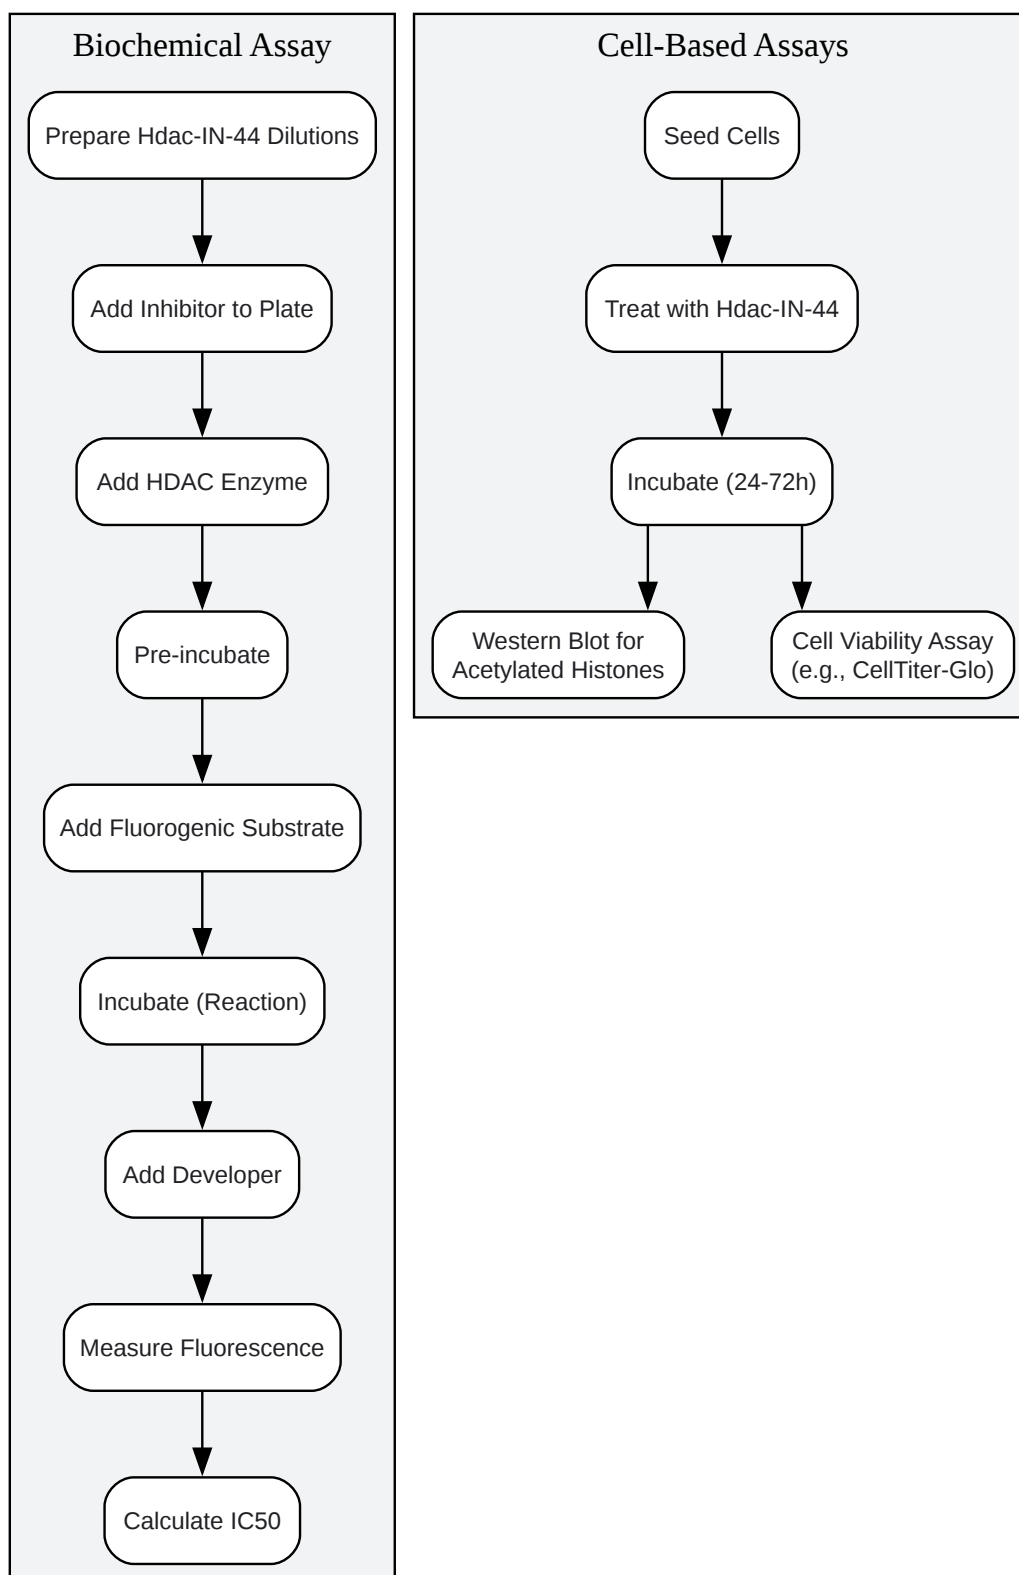 Biochemical Assay
Prepare Hdac-IN-44 Dilutions
Add Inhibitor to Plate
Add HDAC Enzyme
Pre-incubate
Add Fluorogenic Substrate
Incubate (Reaction)
Add Developer
Measure Fluorescence
Calculate IC50
Cell-Based Assays
Seed Cells
Treat with Hdac-IN-44
Incubate (24-72h)
Western Blot for
Acetylated Histones
Cell Viability Assay
(e.g., CellTiter-Glo)